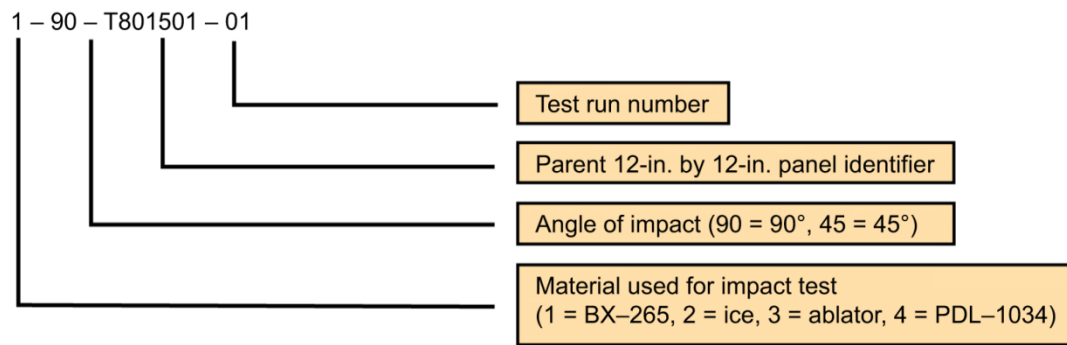 1 – 90 – T801501 – 01
Test run number
Parent 12-in. by 12-in. panel identifier
Angle of impact (90 = 90°, 45 = 45°)
Material used for impact test
(1 = BX–265, 2 = ice, 3 = ablator, 4 = PDL–1034)